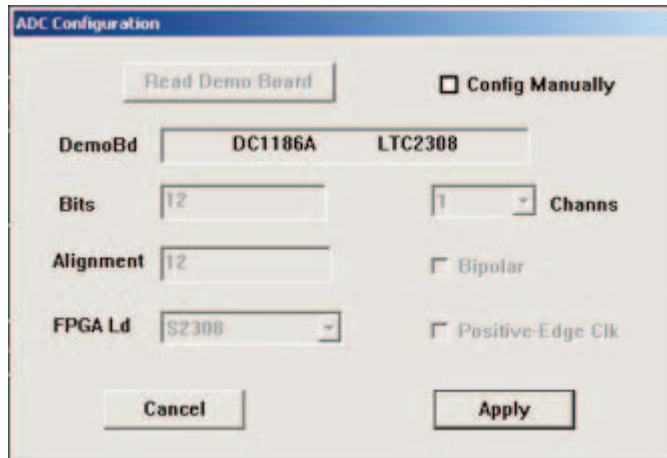 ADC Configuration
Read Demo Board Config Manually
DemoBd DC1186A LTC2308
Bits 12 1 Channs
Alignment 12 Bipolar
FPGA Ld S2308 Positive-Edge Clk
Cancel Apply